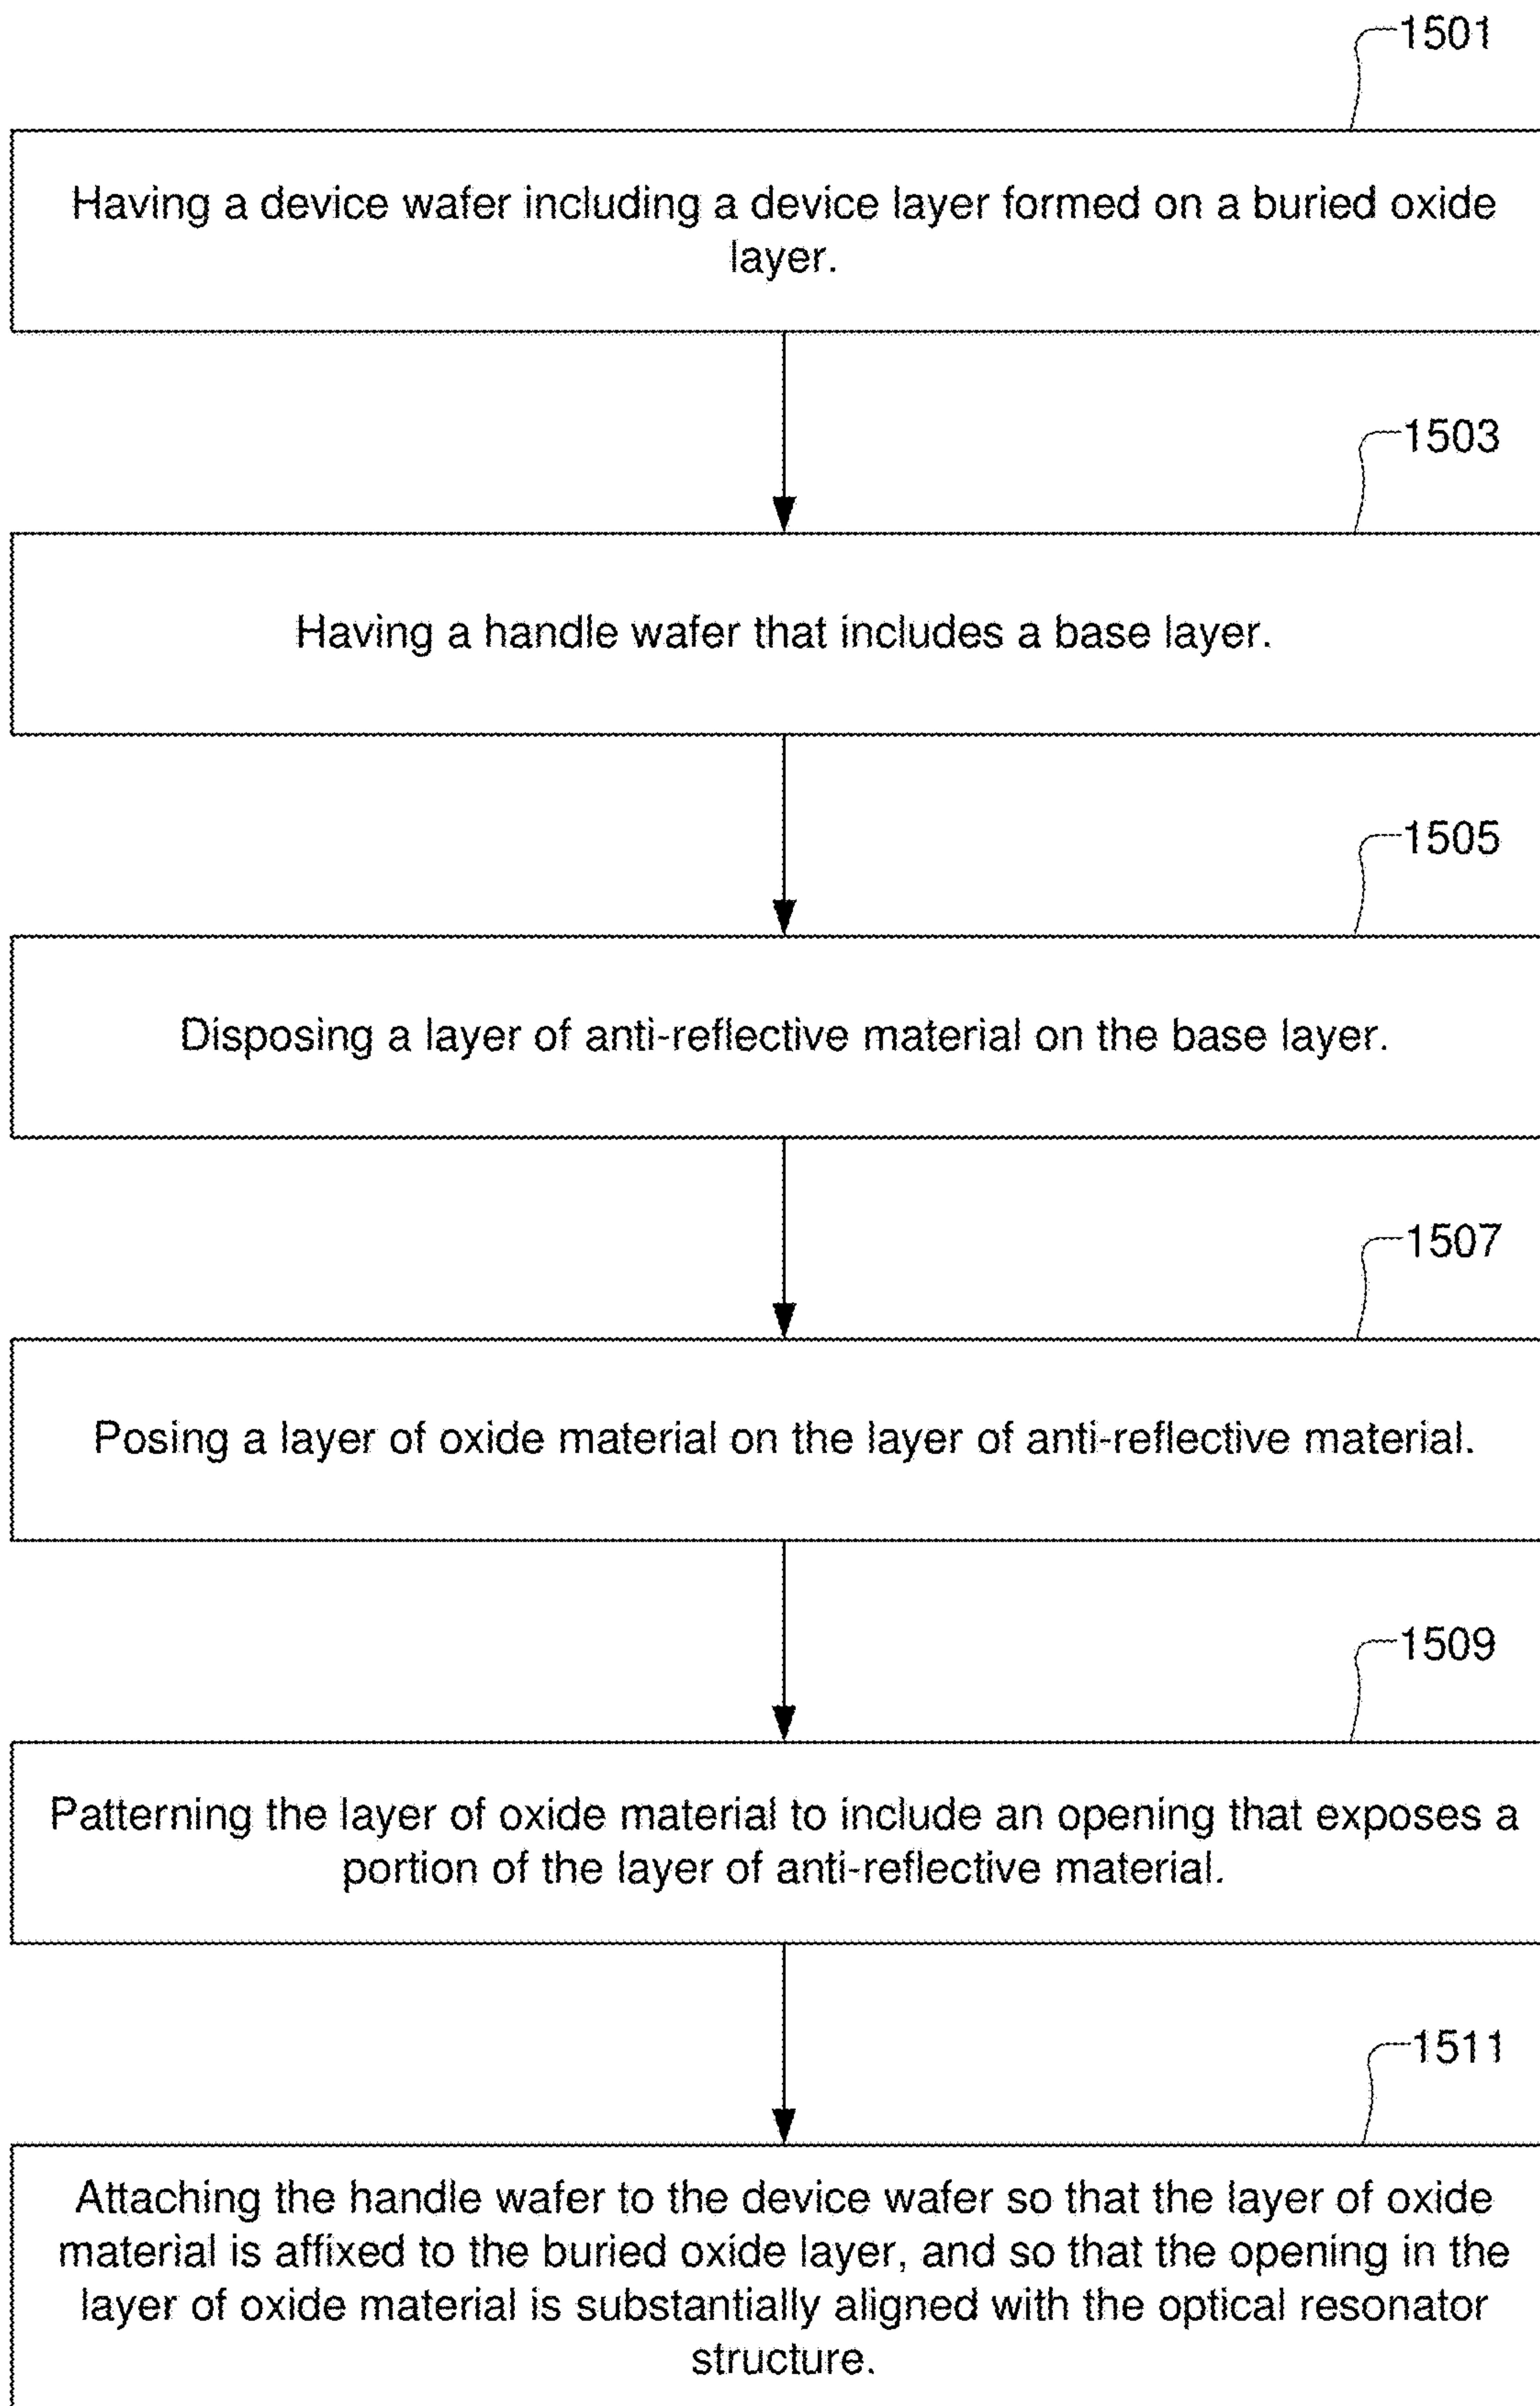 1501
Having a device wafer including a device layer formed on a buried oxide
layer.
1503
Having a handle wafer that includes a base layer.
1505
Disposing a layer of anti-reflective material on the base layer.
1507
Posing a layer of oxide material on the layer of anti-reflective material.
1509
Patterning the layer of oxide material to include an opening that exposes a
portion of the layer of anti-reflective material.
1511
Attaching the handle wafer to the device wafer so that the layer of oxide
material is affixed to the buried oxide layer, and so that the opening in the
layer of oxide material is substantially aligned with the optical resonator
structure.